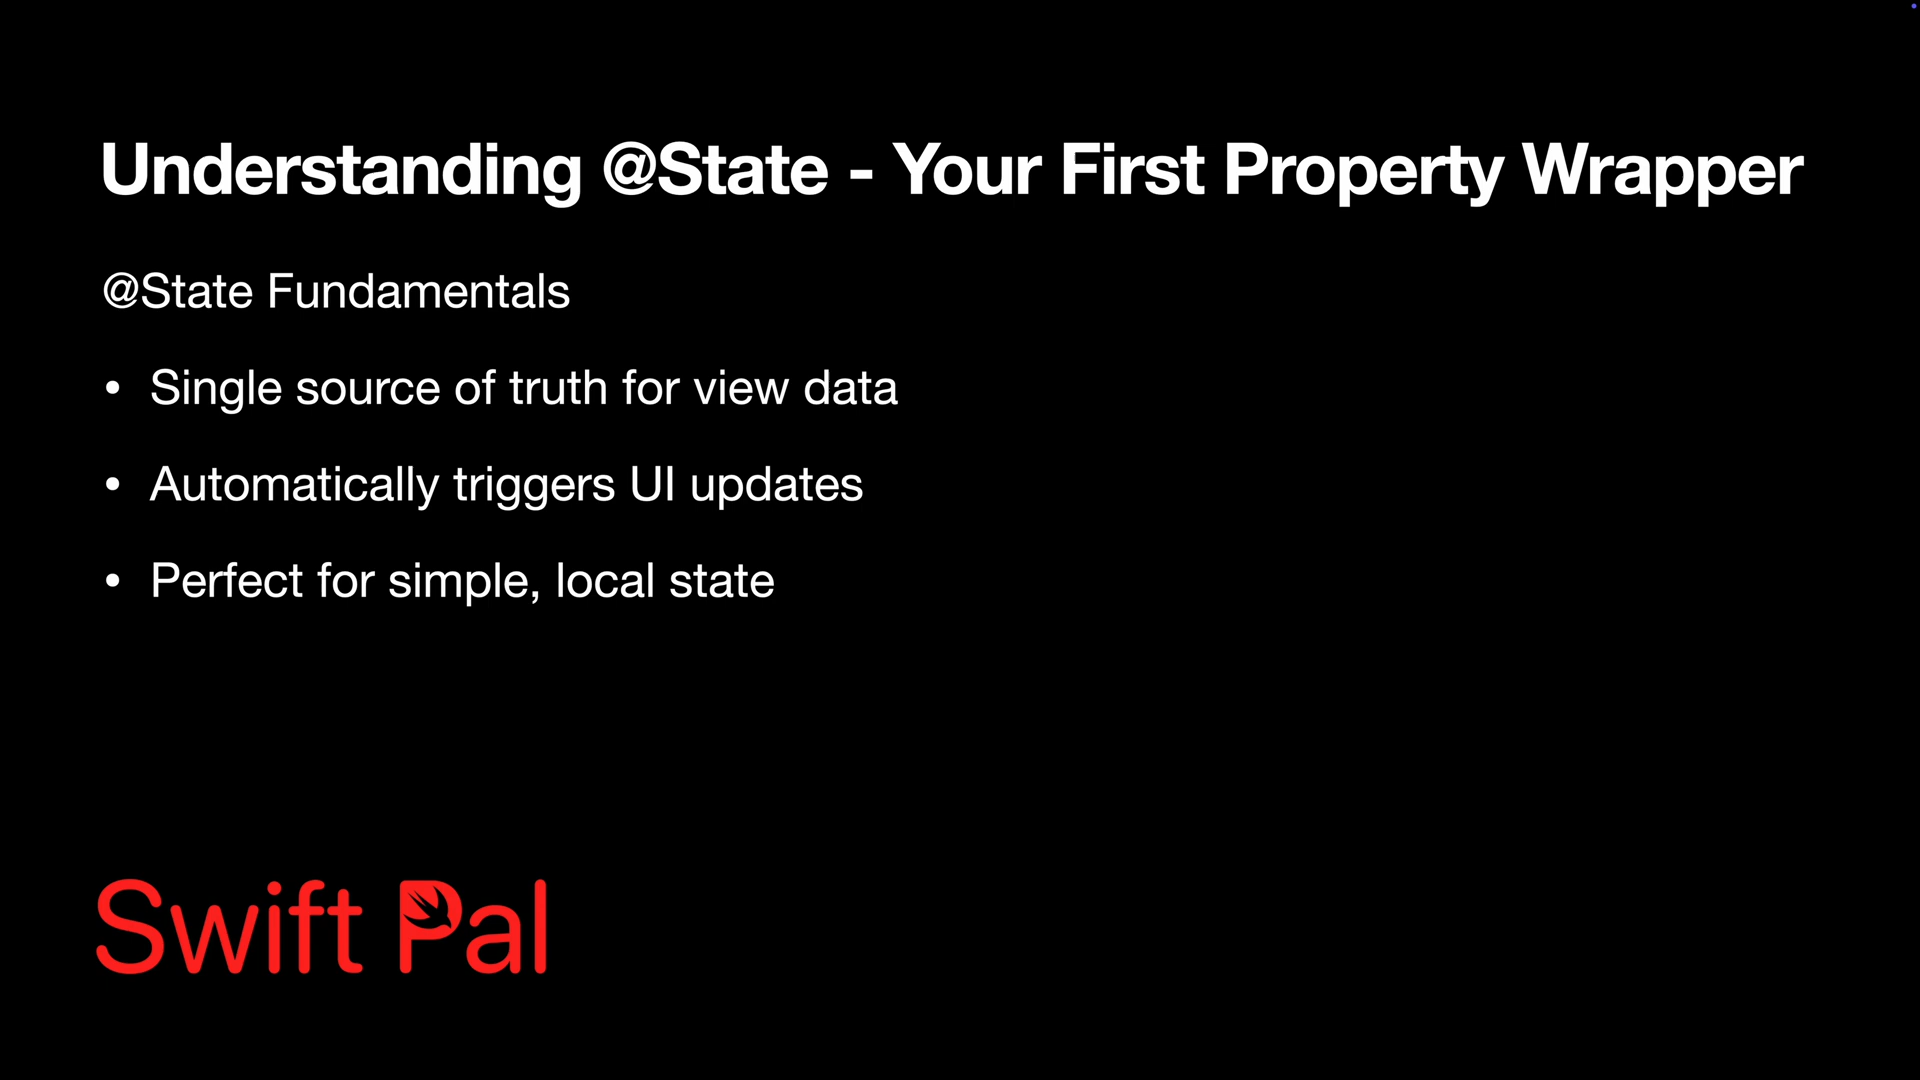 Understanding @State - Your First Property Wrapper
@State Fundamentals
• Single source of truth for view data
• Automatically triggers UI updates
• Perfect for simple, local state
Swift Pal